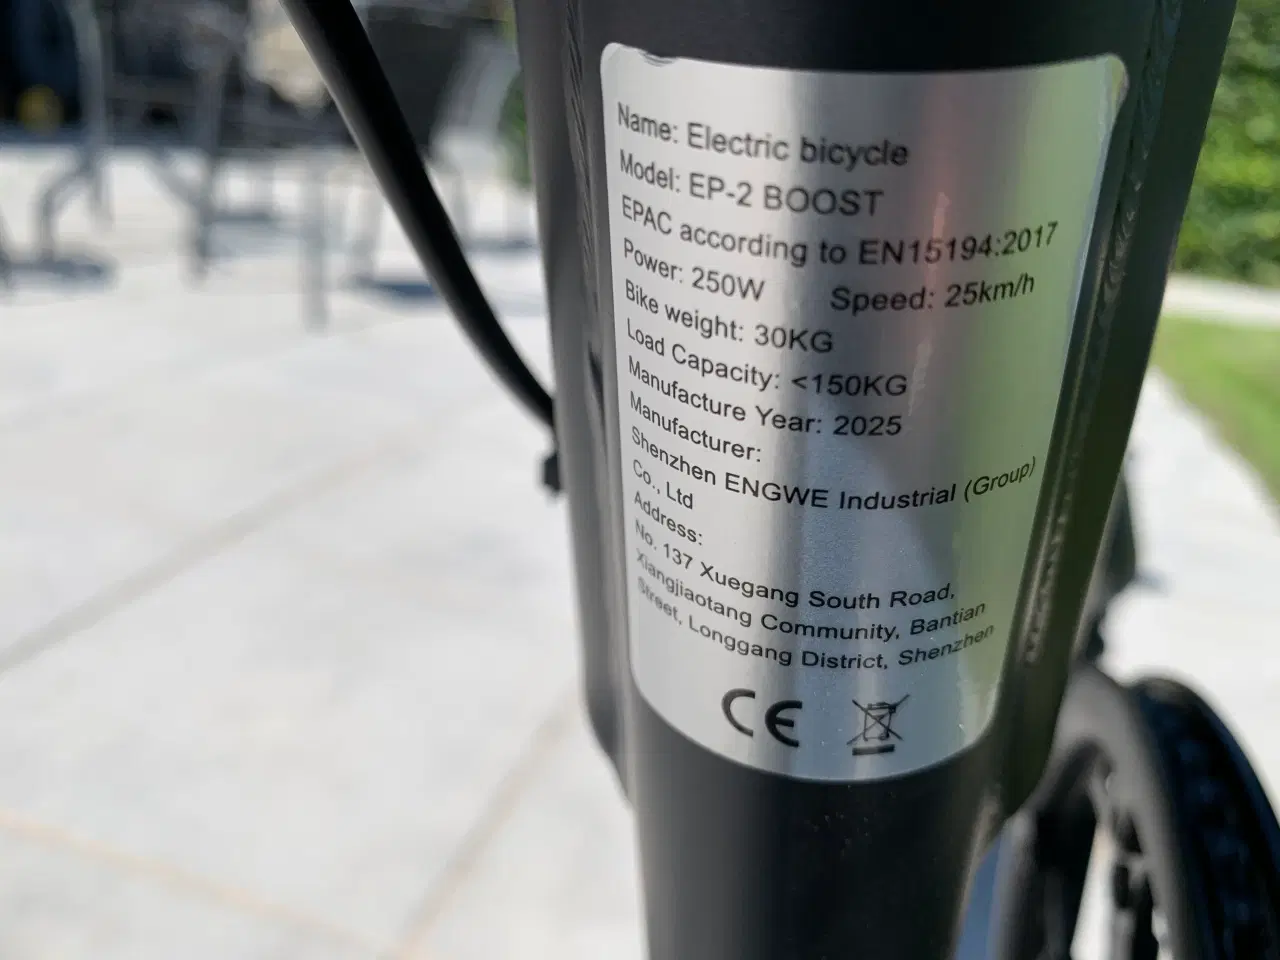 Name: Electric bicycle
Model: EP-2 BOOST
EPAC according to EN15194:2017
Power: 250W Speed: 25km/h
Bike weight: 30KG
Load Capacity: <150KG
Manufacture Year: 2025
Manufacturer:
Shenzhen ENGWE Industrial (Group)
Co., Ltd
Address:
No. 137 Xuegang South Road,
Xiangjiaotang Community, Bantian
Street, Longgang District, Shenzhen
CE